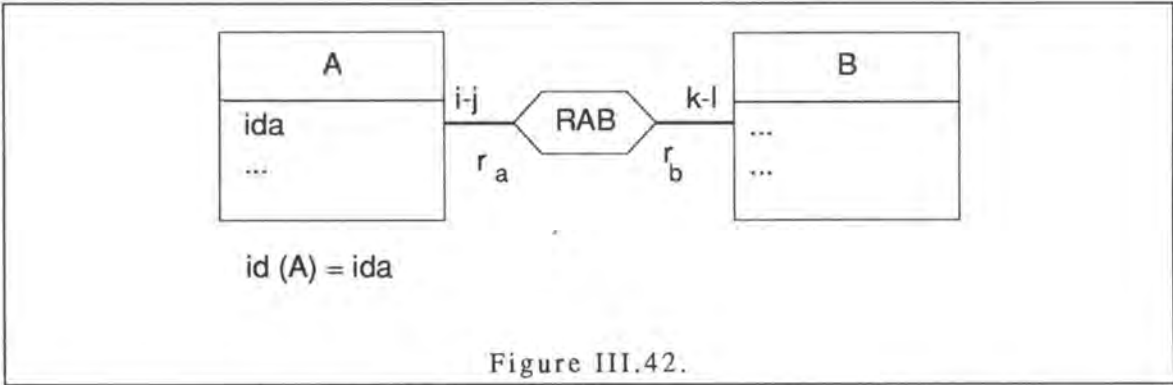 A
B
i-j
RAB
k-l
ida
...
...
r a
r b
...
id (A) = ida
Figure III.42.